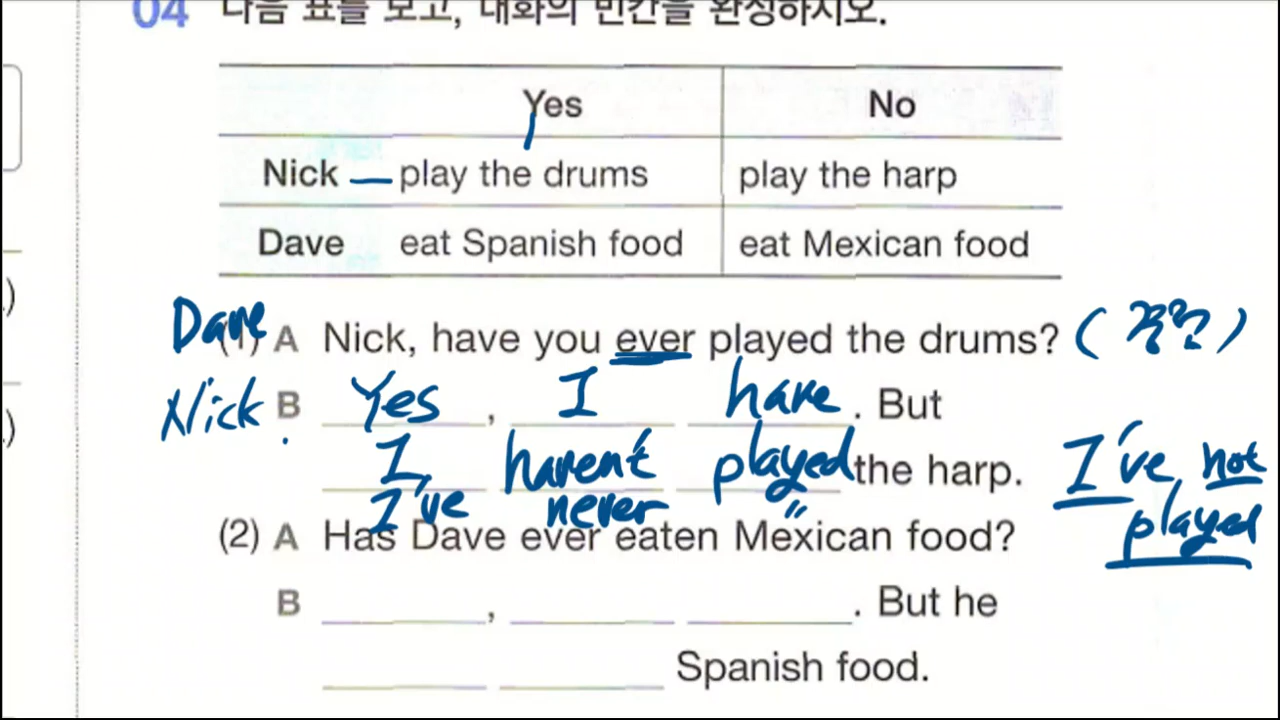 04 다음 표를 보고, 대화의 빈칸을 완성하시오.
Yes No
Nick play the drums play the harp
Dave eat Spanish food eat Mexican food
Dave (1) A Nick, have you ever played the drums? (경험)
Nick B Yes, I have. But
I haven't played the harp. I've not
I've never " played
(2) A Has Dave ever eaten Mexican food?
B , . But he
Spanish food.